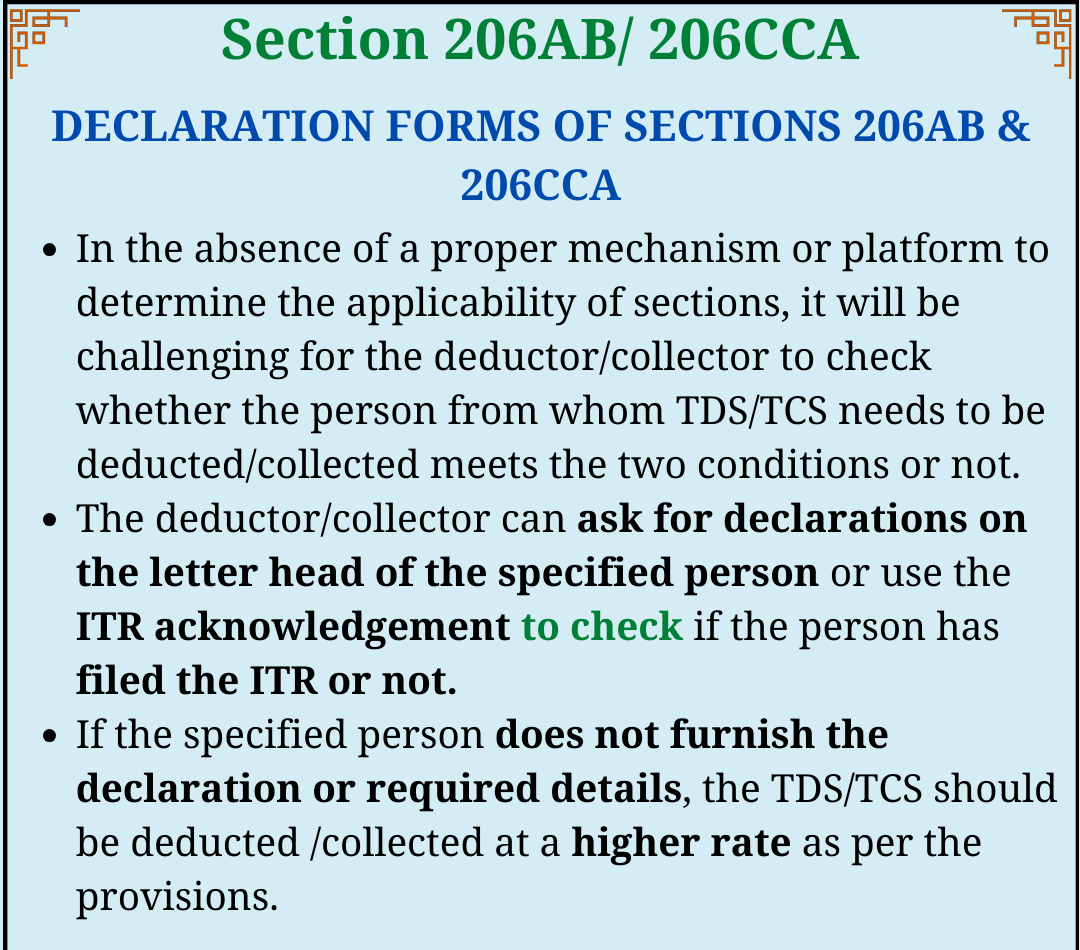 Section 206AB/ 206CCA
DECLARATION FORMS OF SECTIONS 206AB &
206CCA
• In the absence of a proper mechanism or platform to
determine the applicability of sections, it will be
challenging for the deductor/collector to check
whether the person from whom TDS/TCS needs to be
deducted/collected meets the two conditions or not.
• The deductor/collector can ask for declarations on
the letter head of the specified person or use the
ITR acknowledgement to check if the person has
filed the ITR or not.
• If the specified person does not furnish the
declaration or required details, the TDS/TCS should
be deducted /collected at a higher rate as per the
provisions.